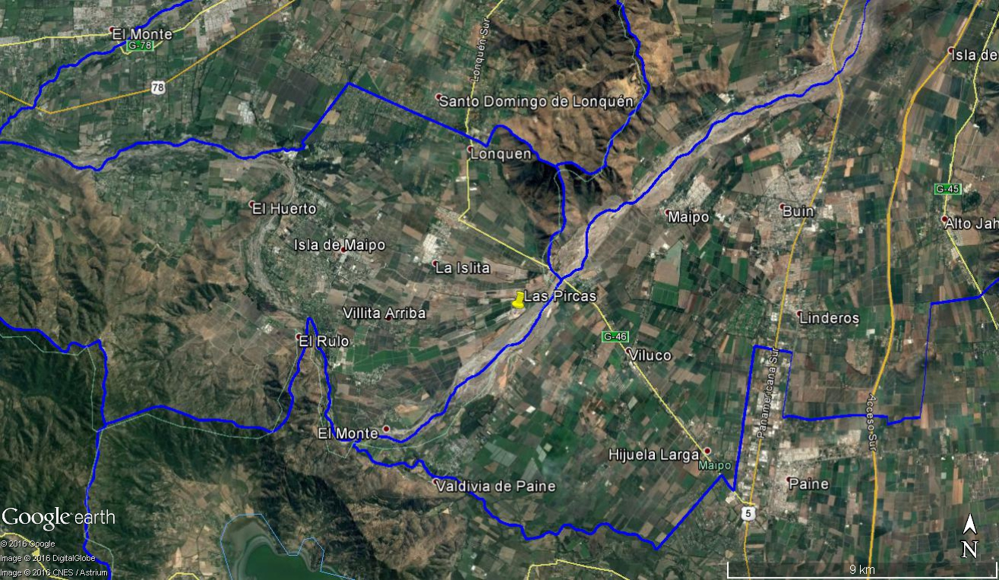 El Monte
G-78
Isla de
78
Lonquén Sur
Santo Domingo de Lonquén
Lonquen
G-45
El Huerto
Maipo
Buin
Alto Jah
Isla de Maipo
La Islita
Las Pircas
Villita Arriba
Linderos
El Rulo
G-46
Viluco
Panamericana Sur
Acceso Sur
El Monte
Hijuela Larga
Maipo
Valdivia de Paine
Paine
5
Google earth
© 2016 Google
Image © 2016 DigitalGlobe
Image © 2016 CNES / Astrium
N
9 km